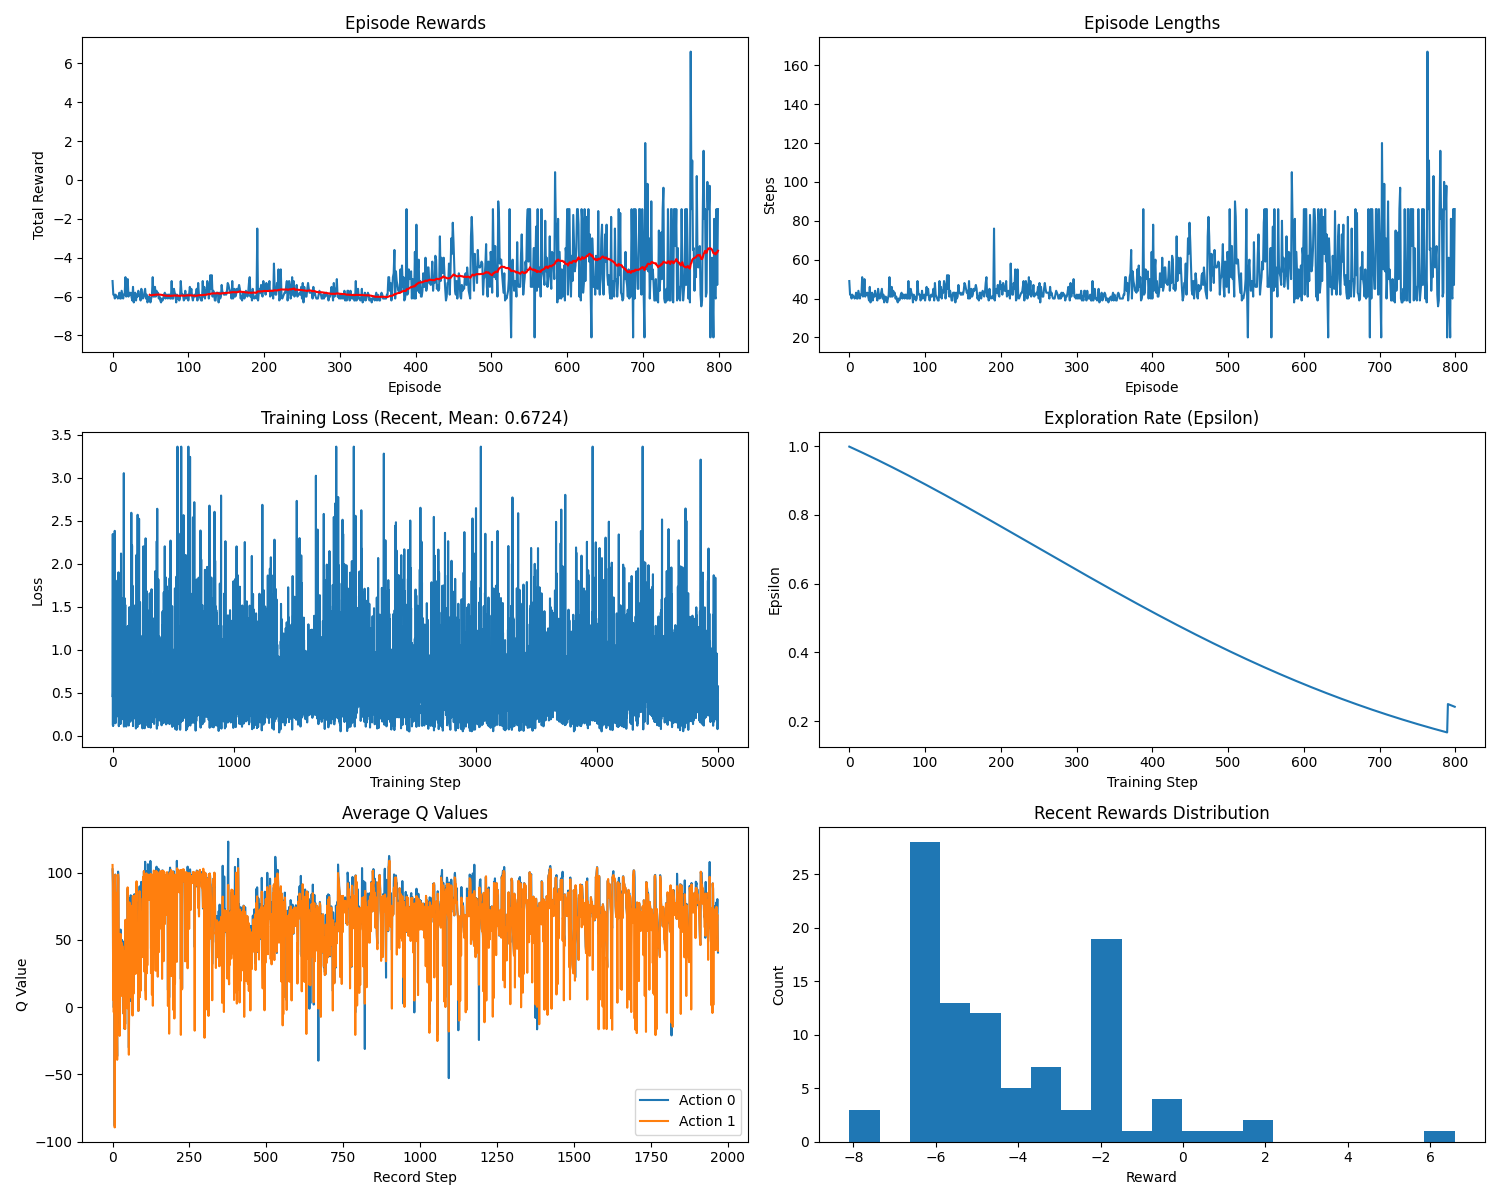 Episode Rewards
Total Reward
6
4
2
0
−2
−4
−6
−8
0 100 200 300 400 500 600 700 800
Episode
Episode Lengths
Steps
160
140
120
100
80
60
40
20
0 100 200 300 400 500 600 700 800
Episode
Training Loss (Recent, Mean: 0.6724)
Loss
3.5
3.0
2.5
2.0
1.5
1.0
0.5
0.0
0 1000 2000 3000 4000 5000
Training Step
Exploration Rate (Epsilon)
Epsilon
1.0
0.8
0.6
0.4
0.2
0 100 200 300 400 500 600 700 800
Training Step
Average Q Values
Q Value
100
50
0
−50
−100
Action 0
Action 1
0 250 500 750 1000 1250 1500 1750 2000
Record Step
Recent Rewards Distribution
Count
25
20
15
10
5
0
−8 −6 −4 −2 0 2 4 6
Reward